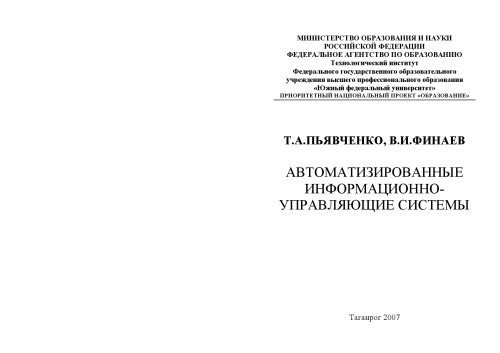 МИНИСТЕРСТВО ОБРАЗОВАНИЯ И НАУКИ
РОССИЙСКОЙ ФЕДЕРАЦИИ
ФЕДЕРАЛЬНОЕ АГЕНТСТВО ПО ОБРАЗОВАНИЮ
Технологический институт
Федерального государственного образовательного
учреждения высшего профессионального образования
«Южный федеральный университет»
ПРИОРИТЕТНЫЙ НАЦИОНАЛЬНЫЙ ПРОЕКТ «ОБРАЗОВАНИЕ»
Т.А.ПЬЯВЧЕНКО, В.И.ФИНАЕВ
АВТОМАТИЗИРОВАННЫЕ
ИНФОРМАЦИОННО-
УПРАВЛЯЮЩИЕ СИСТЕМЫ
Таганрог 2007